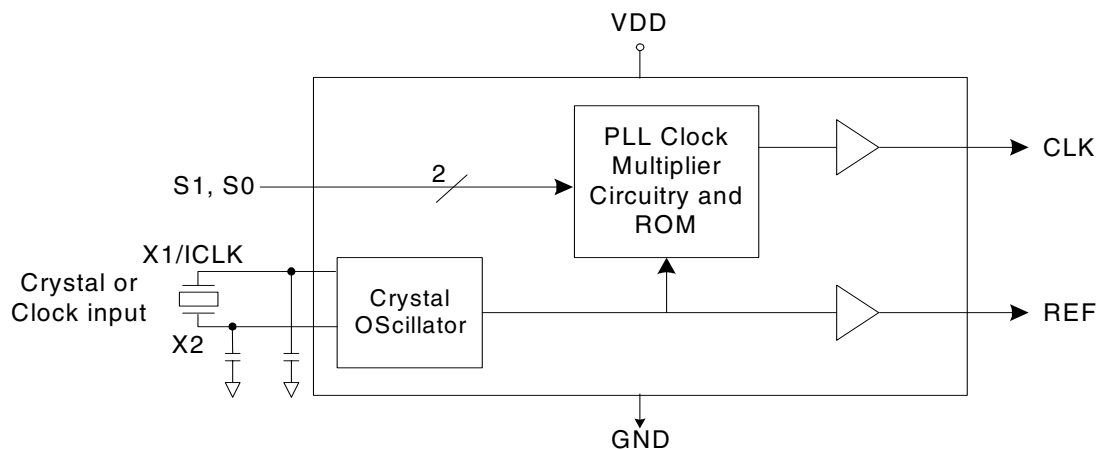 VDD
PLL Clock
Multiplier
Circuitry and
ROM
CLK
2
S1, S0
X1/ICLK
Crystal or
Clock input
X2
Crystal
OScillator
REF
GND